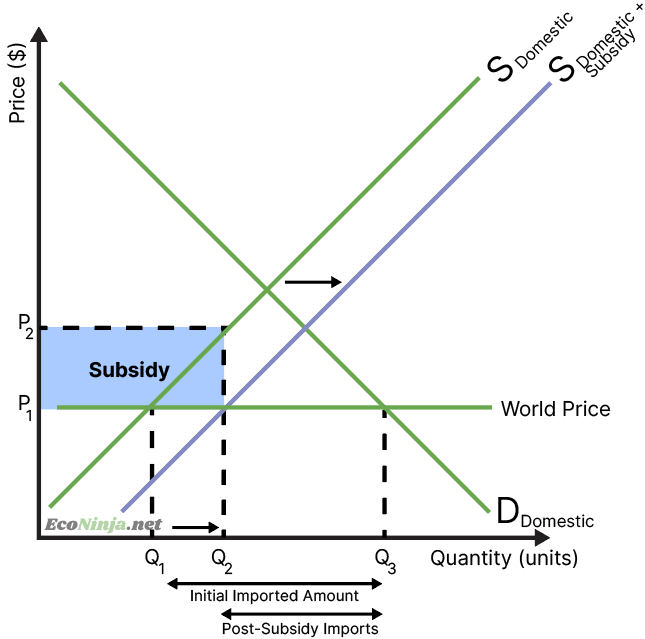 Price ($)
S Domestic
S Domestic +
Subsidy
P2
Subsidy
P1
World Price
EcoNinja.net
D Domestic
Q1 Q2 Q3 Quantity (units)
Initial Imported Amount
Post-Subsidy Imports